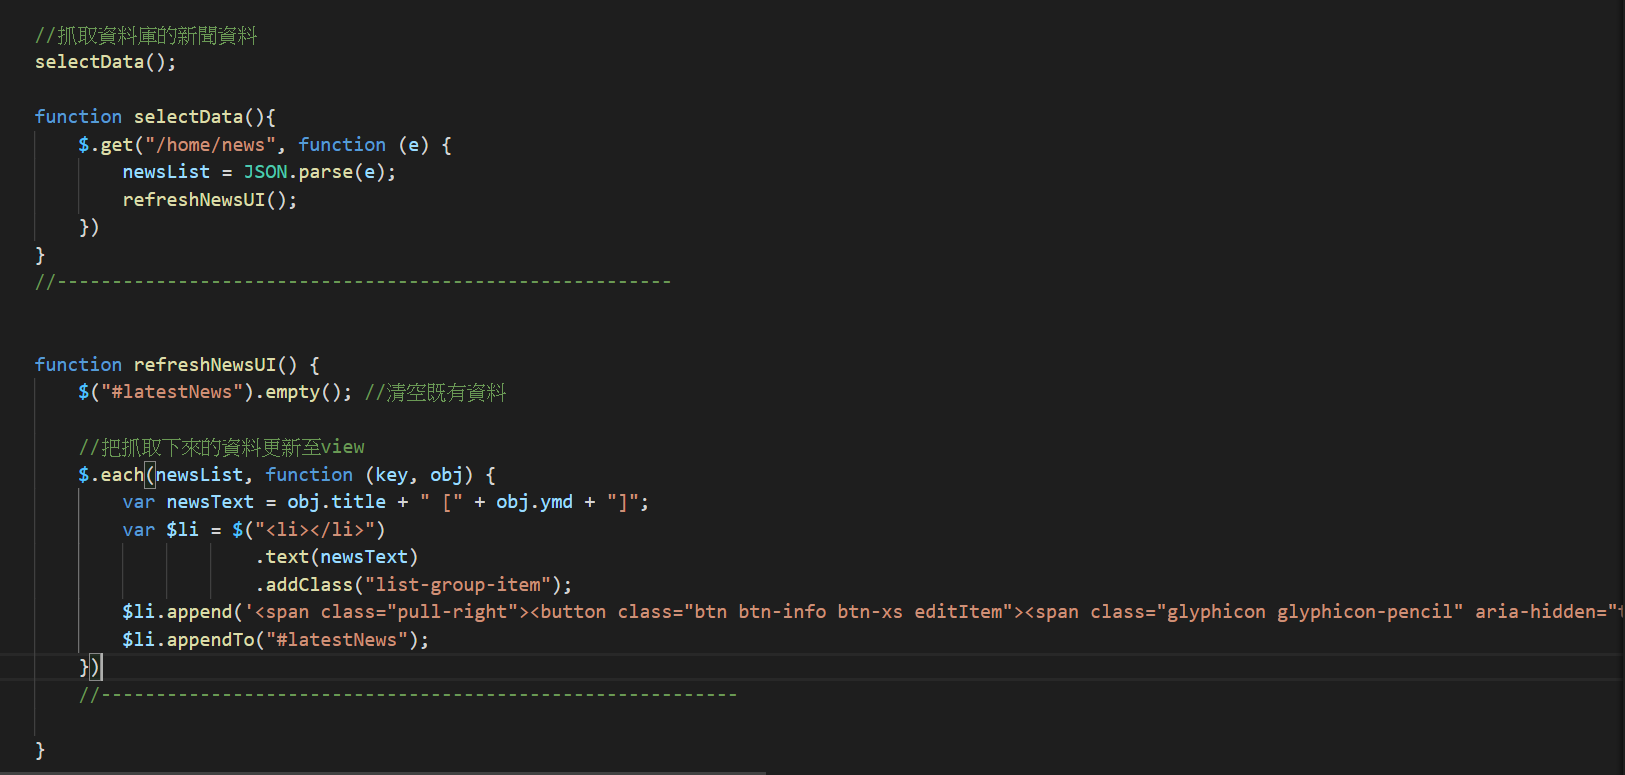 //抓取資料庫的新聞資料
selectData();
function selectData(){
$.get("/home/news", function (e) {
newsList = JSON.parse(e);
refreshNewsUI();
})
}
//--------------------------------------------------------
function refreshNewsUI() {
$("#latestNews").empty(); //清空既有資料
//把抓取下來的資料更新至view
$.each(newsList, function (key, obj) {
var newsText = obj.title + " [" + obj.ymd + "]";
var $li = $("<li></li>")
.text(newsText)
.addClass("list-group-item");
$li.append('<span class="pull-right"><button class="btn btn-info btn-xs editItem"><span class="glyphicon glyphicon-pencil" aria-hidden="
$li.appendTo("#latestNews");
})
//----------------------------------------------------------
}